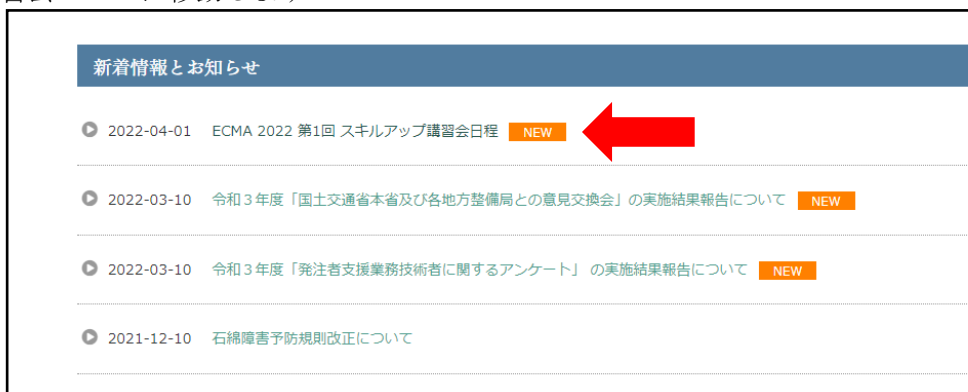 新着情報とお知らせ
2022-04-01 ECMA 2022 第1回 スキルアップ講習会日程 NEW
2022-03-10 令和３年度「国土交通省本省及び各地方整備局との意見交換会」の実施結果報告について NEW
2022-03-10 令和３年度「発注者支援業務技術者に関するアンケート」 の実施結果報告について NEW
2021-12-10 石綿障害予防規則改正について